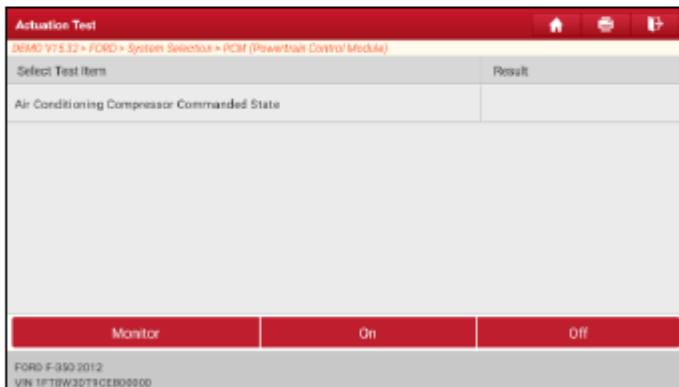 Actuation Test
DEMO V15.32 > FORD > System Selection > PCM (Powertrain Control Module)
Select Test Item Result
Air Conditioning Compressor Commanded State
Monitor On Off
FORD F-350 2012
VIN 1FT8W3DT9CEB00000